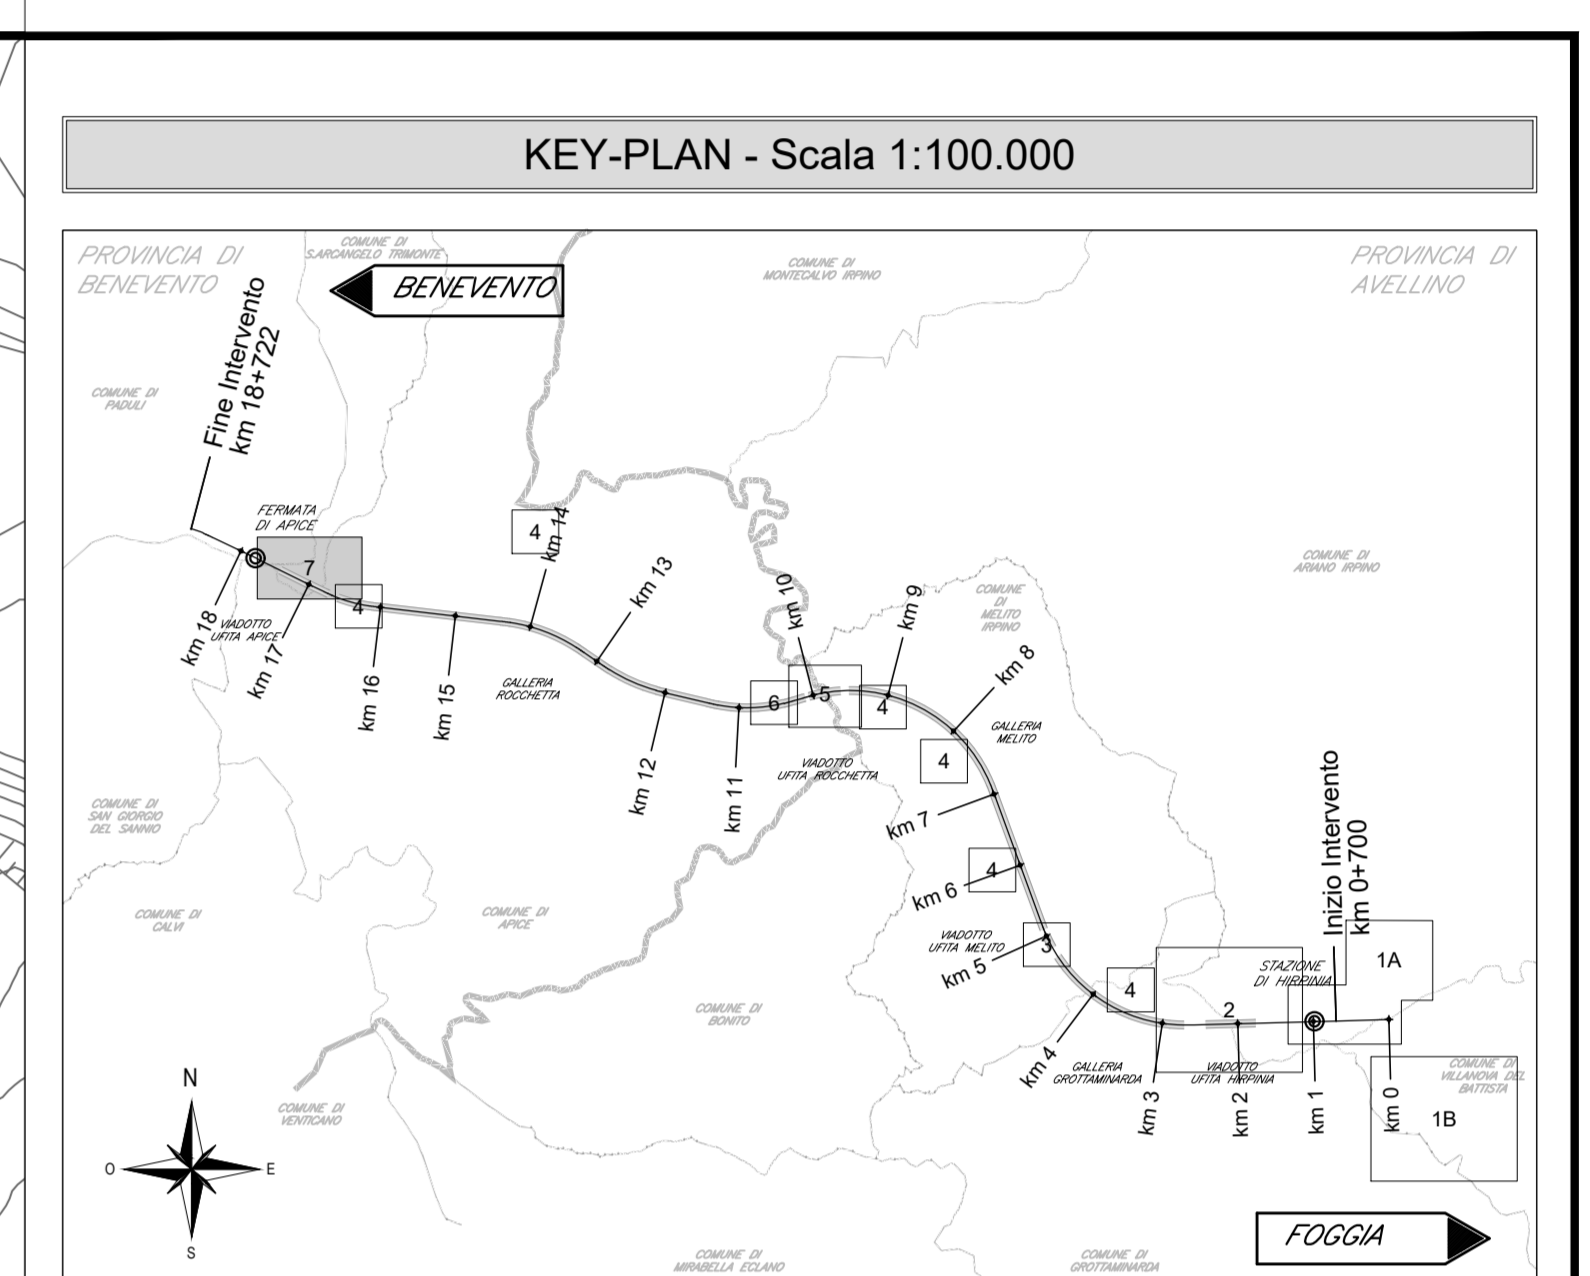 KEY-PLAN - Scala 1:100.000
PROVINCIA DI
BENEVENTO
COMUNE DI
S.ARCANGELO TRIMONTE
BENEVENTO
COMUNE DI
MONTECALVO IRPINO
PROVINCIA DI
AVELLINO
Fine Intervento
km 18+722
COMUNE DI
PADULI
FERMATA
DI APICE
7
4
4
km 14
km 13
km 10
km 9
COMUNE
DI
MELITO
IRPINO
COMUNE DI
ARIANO IRPINO
km 18
VIADOTTO
UFITA APICE
km 17
km 16
km 15
GALLERIA
ROCCHETTA
km 12
km 11
6
5
4
km 8
GALLERIA
MELITO
VIADOTTO
UFITA ROCCHETTA
4
km 7
COMUNE DI
SAN GIORGIO
DEL SANNIO
4
km 6
Inizio Intervento
km 0+700
COMUNE DI
CALVI
COMUNE DI
APICE
VIADOTTO
UFITA MELITO
3
km 5
4
STAZIONE
DI HIRPINIA
1A
COMUNE DI
BONITO
2
km 4
GALLERIA
GROTTAMINARDA
VIADOTTO
UFITA HIRPINIA
COMUNE DI
VILLANOVA DEL
BATTISTA
km 3
km 2
km 1
km 0
1B
COMUNE DI
VENTICANO
N
O
E
S
FOGGIA
COMUNE DI
MIRABELLA ECLANO
COMUNE DI
GROTTAMINARDA